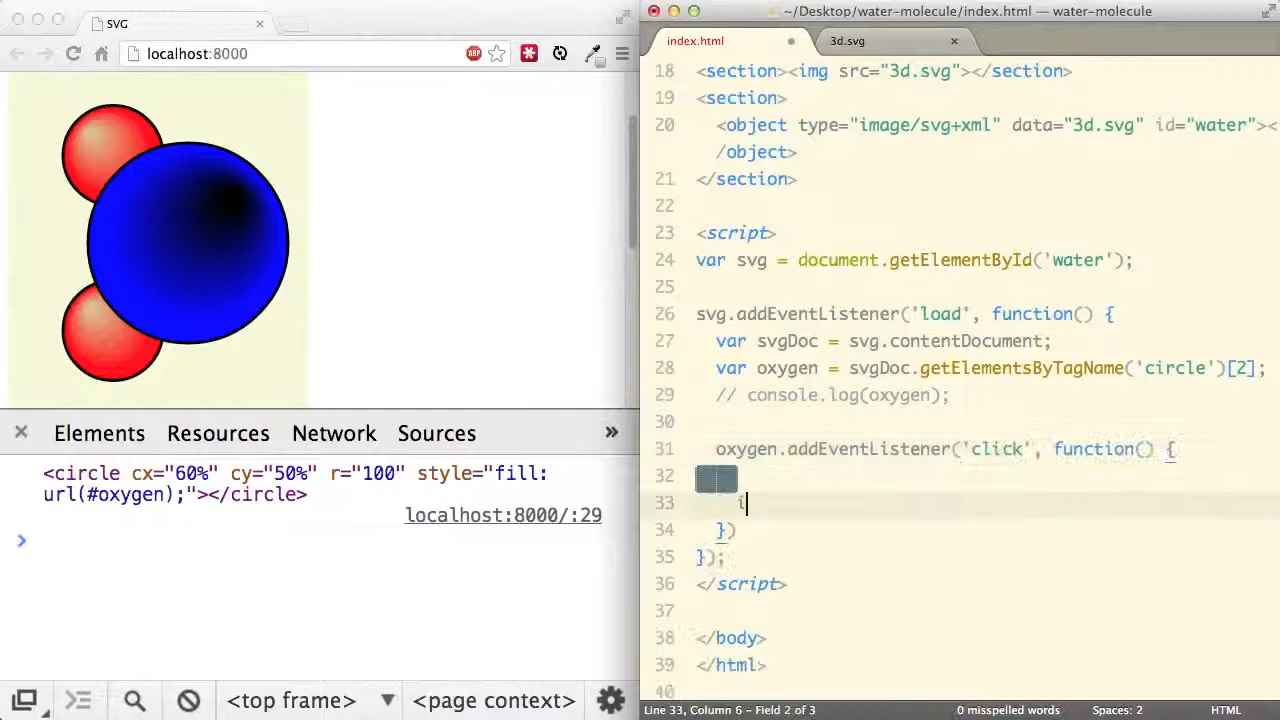 SVG ×
localhost:8000
ABP
× Elements Resources Network Sources »
<circle cx="60%" cy="50%" r="100" style="fill:
url(#oxygen);"></circle>
localhost:8000/:29
<top frame> ▼ <page context>
~/Desktop/water-molecule/index.html — water-molecule
index.html 3d.svg ×
18 <section><img src="3d.svg"></section>
19 <section>
20 <object type="image/svg+xml" data="3d.svg" id="water"><
/object>
21 </section>
22
23 <script>
24 var svg = document.getElementById('water');
25
26 svg.addEventListener('load', function() {
27 var svgDoc = svg.contentDocument;
28 var oxygen = svgDoc.getElementsByTagName('circle')[2];
29 // console.log(oxygen);
30
31 oxygen.addEventListener('click', function() {
32
33 i
34 })
35 });
36 </script>
37
38 </body>
39 </html>
40
Line 33, Column 6 - Field 2 of 3 0 misspelled words Spaces: 2 HTML